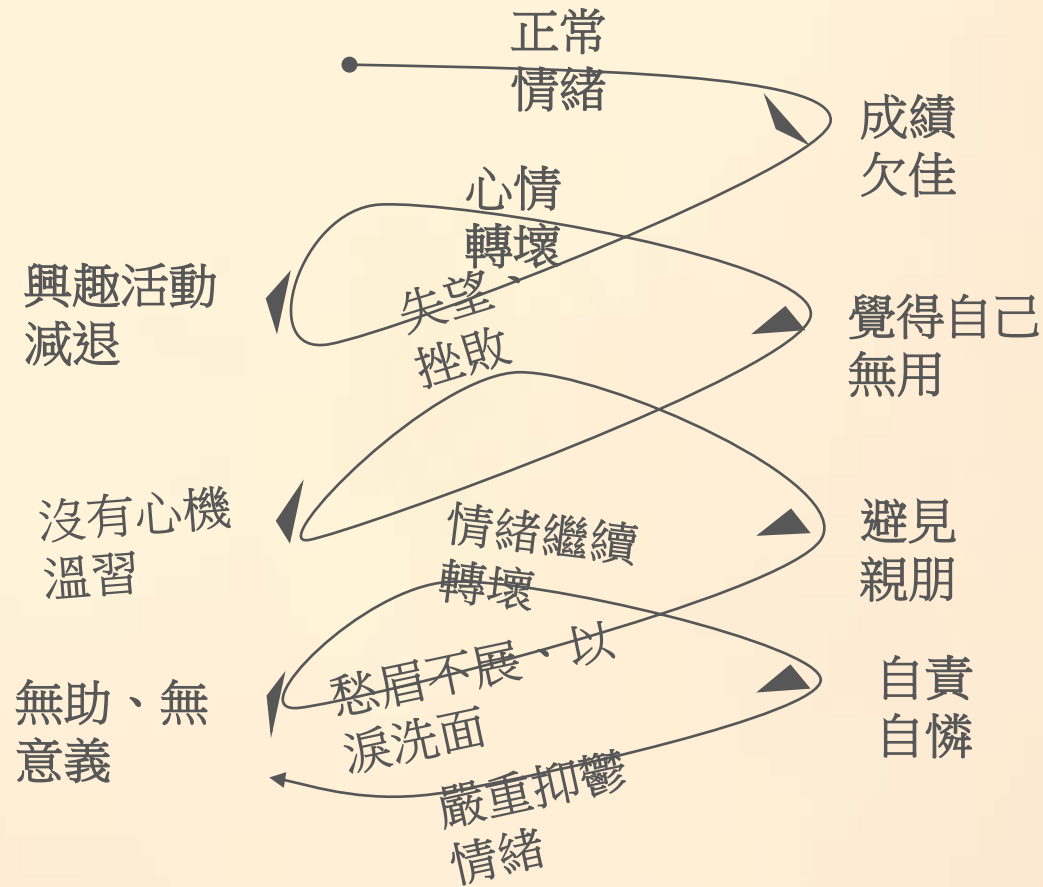 正常
情緒
成績
欠佳
心情
轉壞
失望、
挫敗
興趣活動
減退
覺得自己
無用
沒有心機
溫習
情緒繼續
轉壞
避見
親朋
愁眉不展、以
淚洗面
自責
自憐
無助、無
意義
嚴重抑鬱
情緒